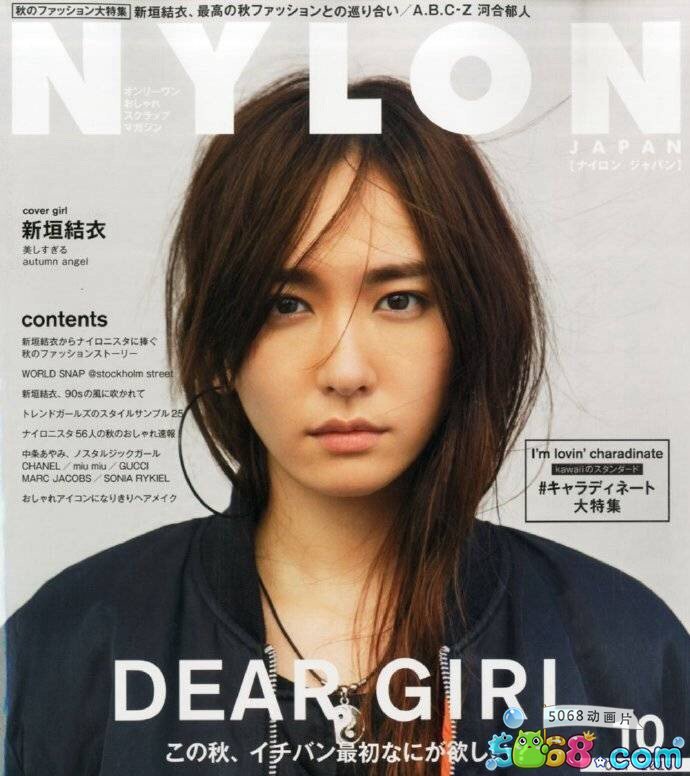 秋のファッション大特集 新垣結衣、最高の秋ファッションとの巡り合い/A.B.C-Z 河合郁人
NYLON
JAPAN
[ナイロン ジャパン]
オンリーワン
おしゃれ
スクラップ
マガジン
cover girl
新垣結衣
美しすぎる
autumn angel
contents
新垣結衣からナイロニスタに捧ぐ
秋のファッションストーリー
WORLD SNAP @stockholm street
新垣結衣、90sの風に吹かれて
トレンドガールズのスタイルサンプル25
ナイロニスタ56人の秋のおしゃれ速報!
中条あやみ、ノスタルジックガール
CHANEL/miu miu/GUCCI
MARC JACOBS/SONIA RYKIEL
おしゃれアイコンになりきりヘアメイク
I'm lovin' charadinate
kawaiiのスタンダード
#キャラディネート
大特集
DEAR GIRL
10
この秋、イチバン最初なにが欲し
5068动画片
5068.com